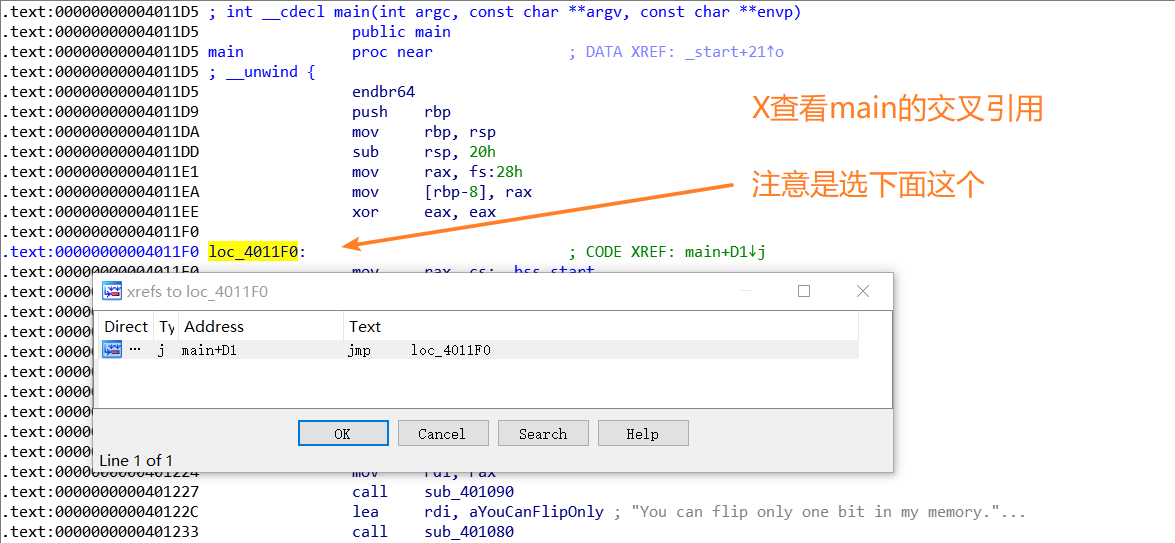 .text:00000000004011D5 ; int __cdecl main(int argc, const char **argv, const char **envp)
.text:00000000004011D5 public main
.text:00000000004011D5 main proc near ; DATA XREF: _start+21↑o
.text:00000000004011D5 ; __unwind {
.text:00000000004011D5 endbr64
.text:00000000004011D9 push rbp
.text:00000000004011DA mov rbp, rsp
.text:00000000004011DD sub rsp, 20h
.text:00000000004011E1 mov rax, fs:28h
.text:00000000004011EA mov [rbp-8], rax
.text:00000000004011EE xor eax, eax
.text:00000000004011F0
.text:00000000004011F0 loc_4011F0: ; CODE XREF: main+D1↓j
X查看main的交叉引用
注意是选下面这个
.text:0000 mov rax, cs:__bss_start
xrefs to loc_4011F0
.text:0000
.text:0000
Direct Ty Address Text
.text:0000
... j main+D1 jmp loc_4011F0
.text:0000
.text:0000
.text:0000
.text:0000
OK Cancel Search Help
.text:0000
Line 1 of 1
.text:0000000000401224 mov rdi, rax
.text:0000000000401227 call sub_401090
.text:000000000040122C lea rdi, aYouCanFlipOnly ; "You can flip only one bit in my memory."...
.text:0000000000401233 call sub_401080